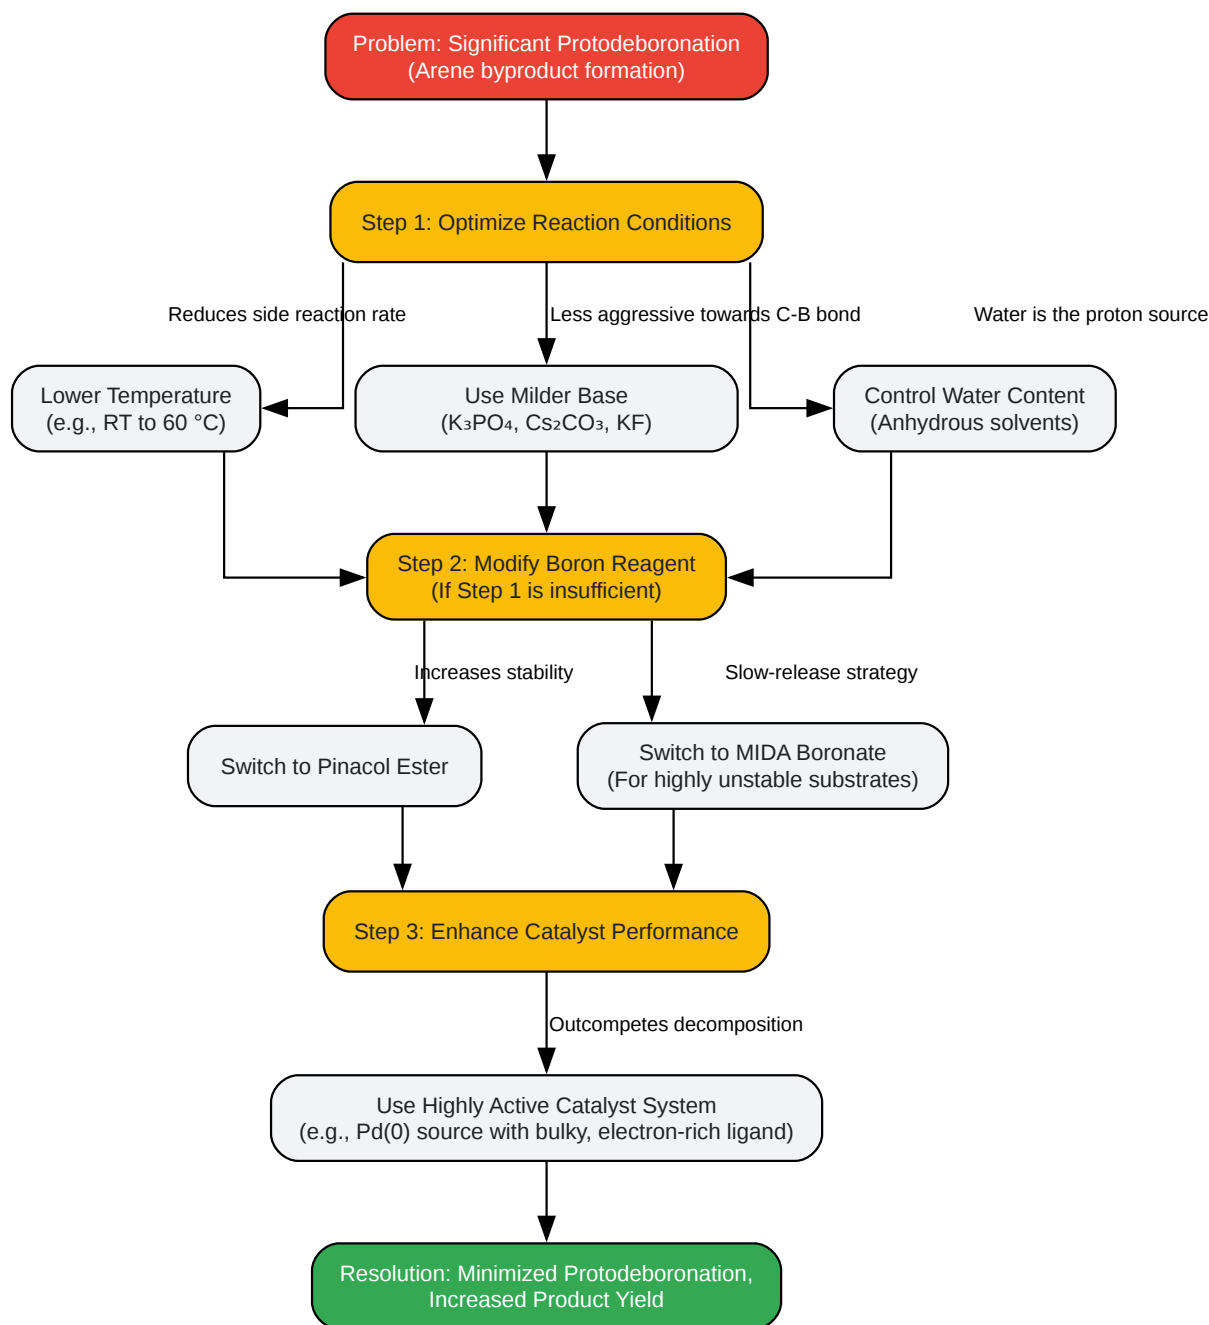 Problem: Significant Protodeboronation
(Arene byproduct formation)
Step 1: Optimize Reaction Conditions
Reduces side reaction rate
Less aggressive towards C-B bond
Water is the proton source
Lower Temperature
(e.g., RT to 60 °C)
Use Milder Base
(K₃PO₄, Cs₂CO₃, KF)
Control Water Content
(Anhydrous solvents)
Step 2: Modify Boron Reagent
(If Step 1 is insufficient)
Increases stability
Slow-release strategy
Switch to Pinacol Ester
Switch to MIDA Boronate
(For highly unstable substrates)
Step 3: Enhance Catalyst Performance
Outcompetes decomposition
Use Highly Active Catalyst System
(e.g., Pd(0) source with bulky, electron-rich ligand)
Resolution: Minimized Protodeboronation,
Increased Product Yield